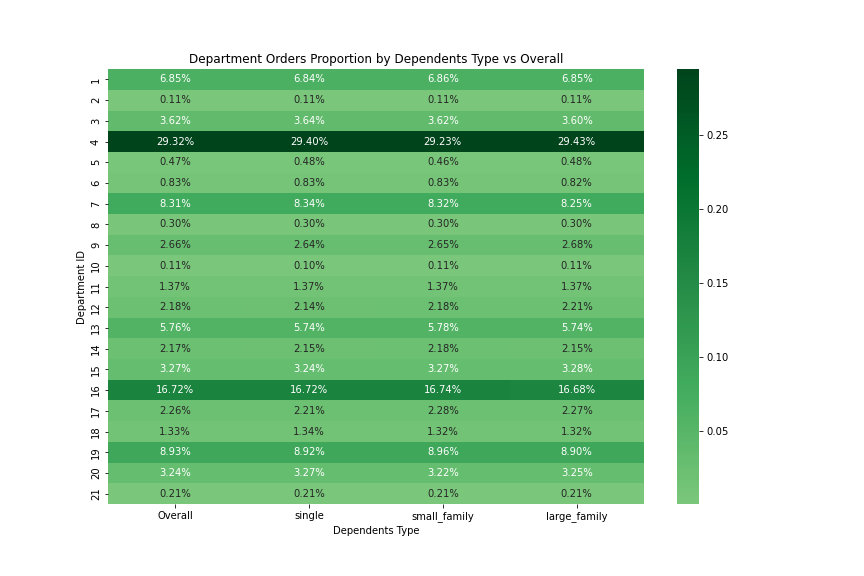 Department Orders Proportion by Dependents Type vs Overall
1 6.85% 6.84% 6.86% 6.85%
2 0.11% 0.11% 0.11% 0.11%
3 3.62% 3.64% 3.62% 3.60%
4 29.32% 29.40% 29.23% 29.43%
5 0.47% 0.48% 0.46% 0.48%
6 0.83% 0.83% 0.83% 0.82%
7 8.31% 8.34% 8.32% 8.25%
8 0.30% 0.30% 0.30% 0.30%
9 2.66% 2.64% 2.65% 2.68%
10 0.11% 0.10% 0.11% 0.11%
11 1.37% 1.37% 1.37% 1.37%
12 2.18% 2.14% 2.18% 2.21%
13 5.76% 5.74% 5.78% 5.74%
14 2.17% 2.15% 2.18% 2.15%
15 3.27% 3.24% 3.27% 3.28%
16 16.72% 16.72% 16.74% 16.68%
17 2.26% 2.21% 2.28% 2.27%
18 1.33% 1.34% 1.32% 1.32%
19 8.93% 8.92% 8.96% 8.90%
20 3.24% 3.27% 3.22% 3.25%
21 0.21% 0.21% 0.21% 0.21%
Department ID
Overall single small_family large_family
Dependents Type
0.25
0.20
0.15
0.10
0.05